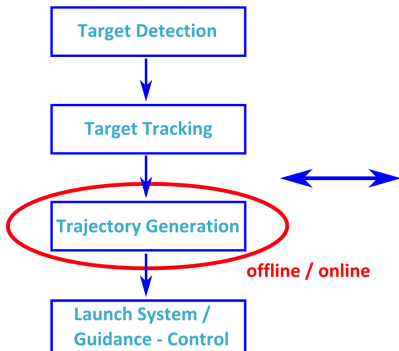 Target Detection
Target Tracking
Trajectory Generation
offline / online
Launch System /
Guidance - Control